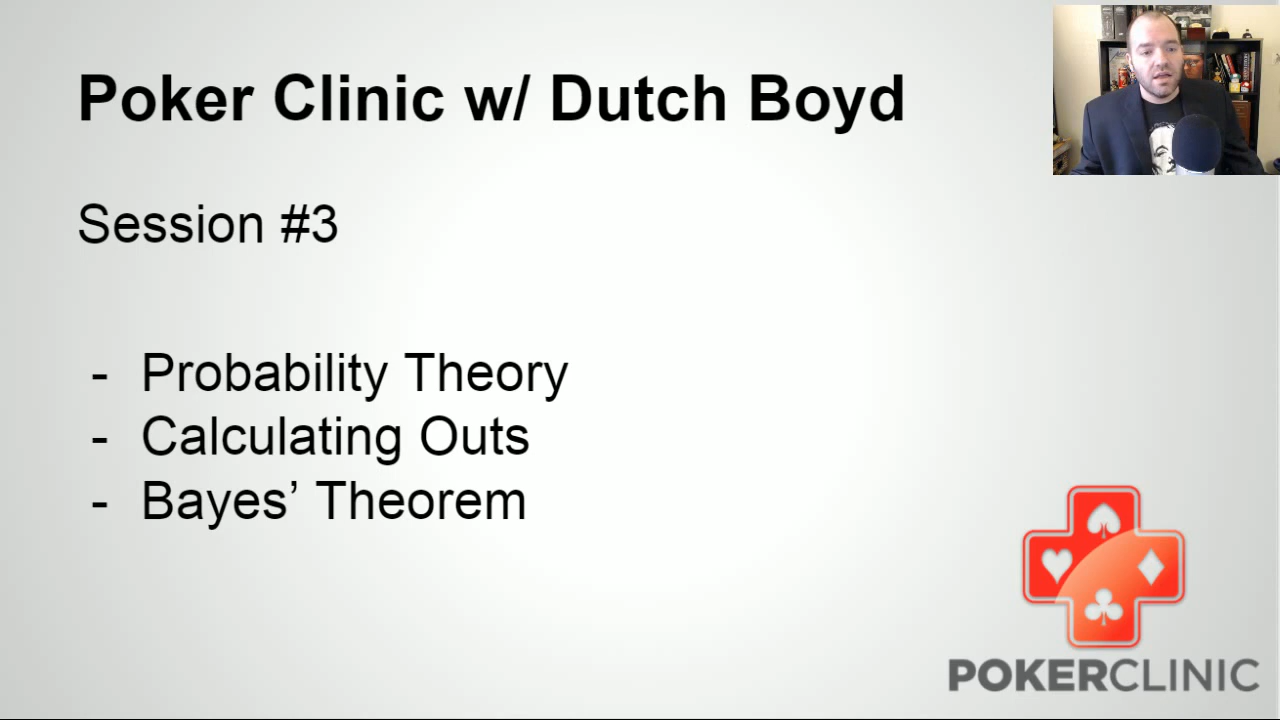 Poker Clinic w/ Dutch Boyd
Session #3
- Probability Theory
- Calculating Outs
- Bayes’ Theorem
POKERCLINIC